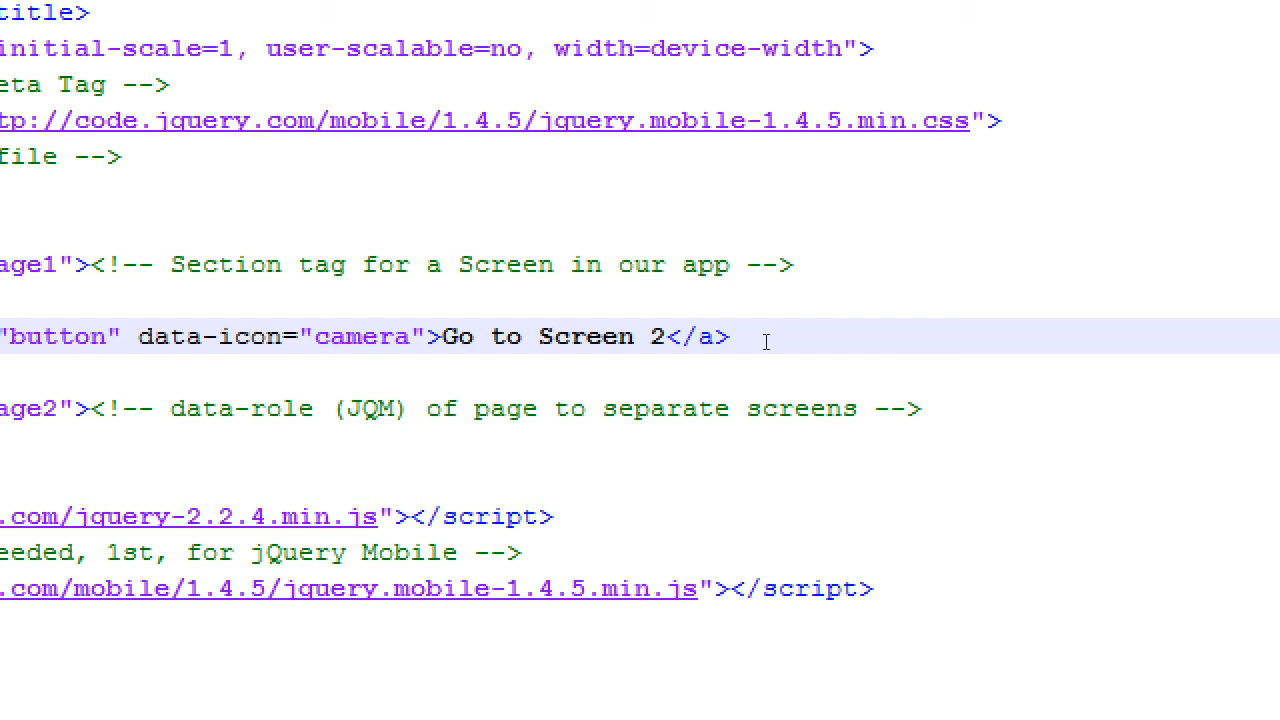 title>
initial-scale=1, user-scalable=no, width=device-width">
eta Tag -->
tp://code.jquery.com/mobile/1.4.5/jquery.mobile-1.4.5.min.css">
file -->
age1"><!-- Section tag for a Screen in our app -->
"button" data-icon="camera">Go to Screen 2</a>
age2"><!-- data-role (JQM) of page to separate screens -->
.com/jquery-2.2.4.min.js"></script>
eeded, 1st, for jQuery Mobile -->
.com/mobile/1.4.5/jquery.mobile-1.4.5.min.js"></script>